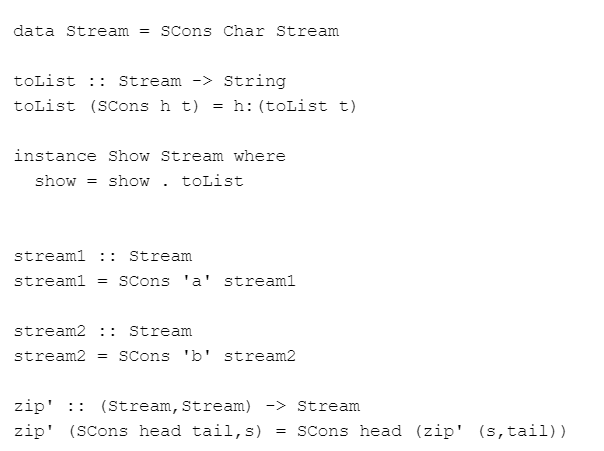 data Stream = SCons Char Stream
toList :: Stream -> String
toList (SCons h t) = h:(toList t)
instance Show Stream where
  show = show . toList
stream1 :: Stream
stream1 = SCons 'a' stream1
stream2 :: Stream
stream2 = SCons 'b' stream2
zip' :: (Stream,Stream) -> Stream
zip' (SCons head tail,s) = SCons head (zip' (s,tail))